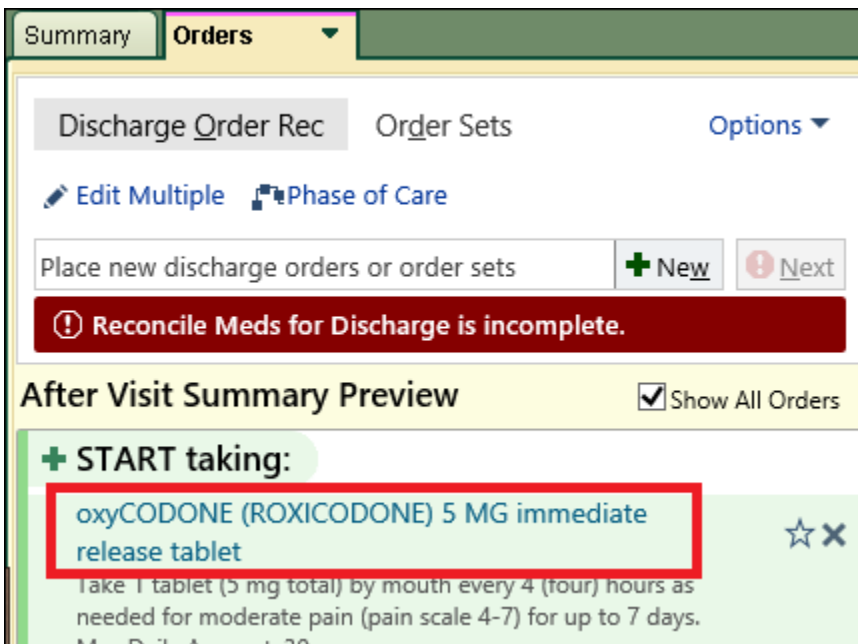 Summary Orders
Discharge Order Rec Order Sets Options
Edit Multiple Phase of Care
Place new discharge orders or order sets New Next
Reconcile Meds for Discharge is incomplete.
After Visit Summary Preview Show All Orders
START taking:
oxyCODONE (ROXICODONE) 5 MG immediate
release tablet
Take 1 tablet (5 mg total) by mouth every 4 (four) hours as
needed for moderate pain (pain scale 4-7) for up to 7 days.